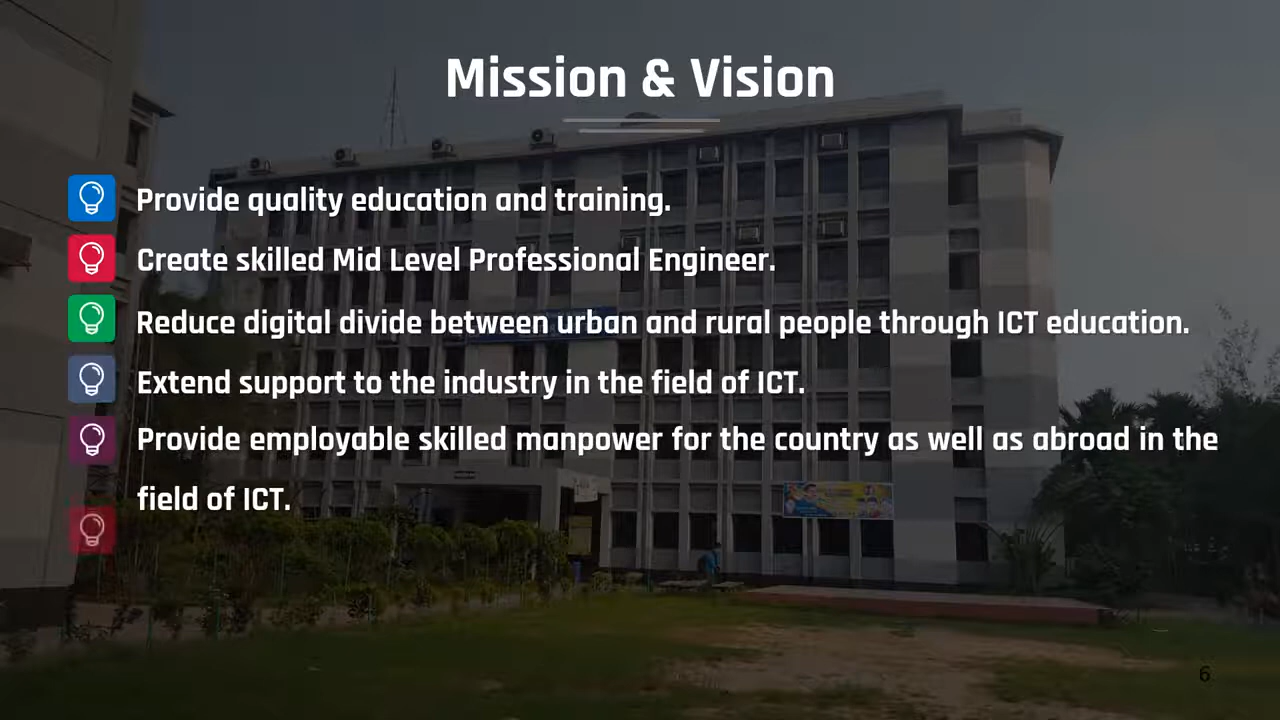 Mission & Vision
Provide quality education and training.
Create skilled Mid Level Professional Engineer.
Reduce digital divide between urban and rural people through ICT education.
Extend support to the industry in the field of ICT.
Provide employable skilled manpower for the country as well as abroad in the
field of ICT.
6